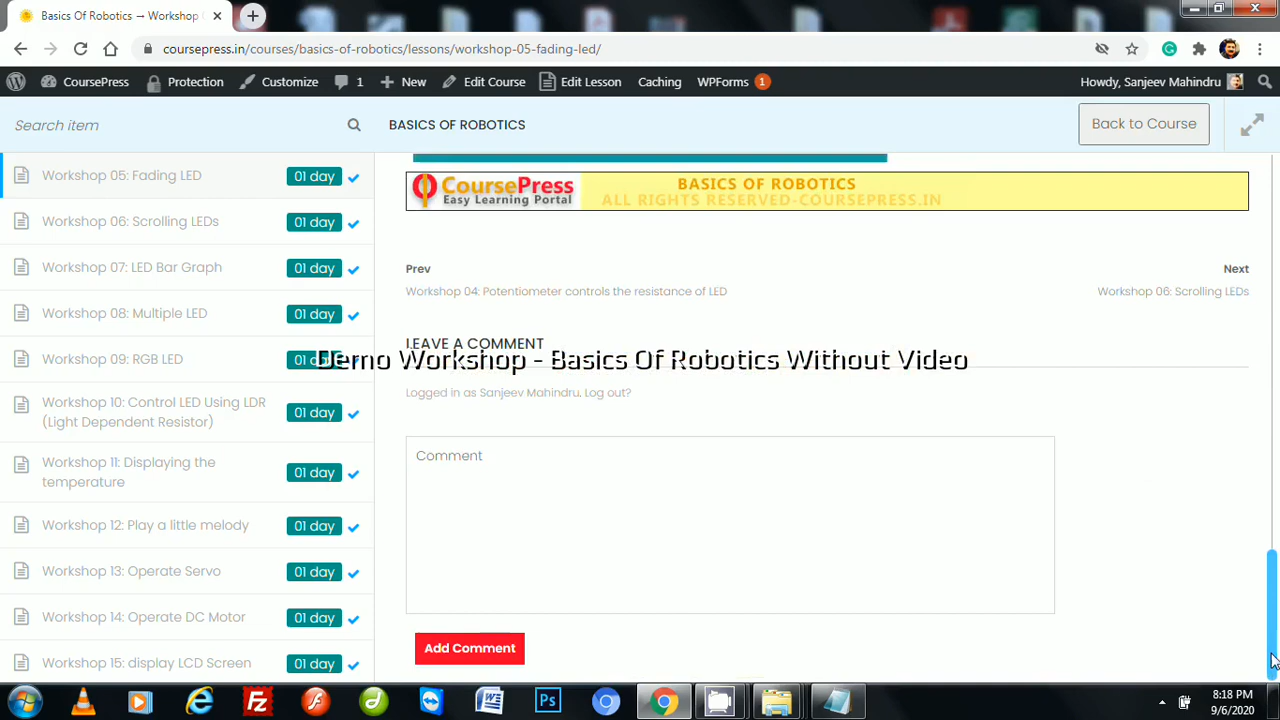 Basics Of Robotics → Workshop
coursepress.in/courses/basics-of-robotics/lessons/workshop-05-fading-led/
CoursePress Protection Customize 1 New Edit Course Edit Lesson Caching WPForms 1 Howdy, Sanjeev Mahindru
Search item
BASICS OF ROBOTICS
Back to Course
Workshop 05: Fading LED 01 day
Workshop 06: Scrolling LEDs 01 day
Workshop 07: LED Bar Graph 01 day
Workshop 08: Multiple LED 01 day
Workshop 09: RGB LED 01 day
Workshop 10: Control LED Using LDR
(Light Dependent Resistor) 01 day
Workshop 11: Displaying the
temperature 01 day
Workshop 12: Play a little melody 01 day
Workshop 13: Operate Servo 01 day
Workshop 14: Operate DC Motor 01 day
Workshop 15: display LCD Screen 01 day
CoursePress
Easy Learning Portal
BASICS OF ROBOTICS
ALL RIGHTS RESERVED-COURSEPRESS.IN
Prev Next
Workshop 04: Potentiometer controls the resistance of LED Workshop 06: Scrolling LEDs
LEAVE A COMMENT
Demo Workshop - Basics Of Robotics Without Video
Logged in as Sanjeev Mahindru. Log out?
Comment
Add Comment
8:18 PM
9/6/2020